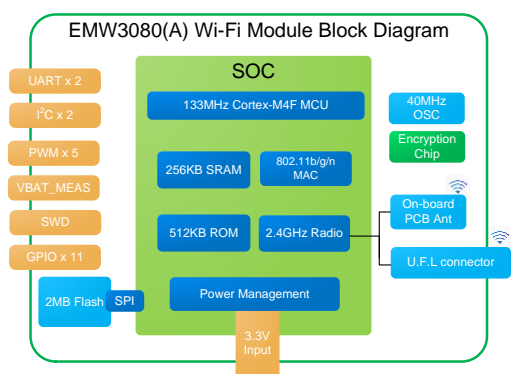 EMW3080(A) Wi-Fi Module Block Diagram
SOC
UART x 2
I²C x 2
PWM x 5
VBAT_MEAS
SWD
GPIO x 11
2MB Flash
SPI
133MHz Cortex-M4F MCU
256KB SRAM
802.11b/g/n
MAC
512KB ROM
2.4GHz Radio
Power Management
3.3V
Input
40MHz
OSC
Encryption
Chip
On-board
PCB Ant
U.F.L connector